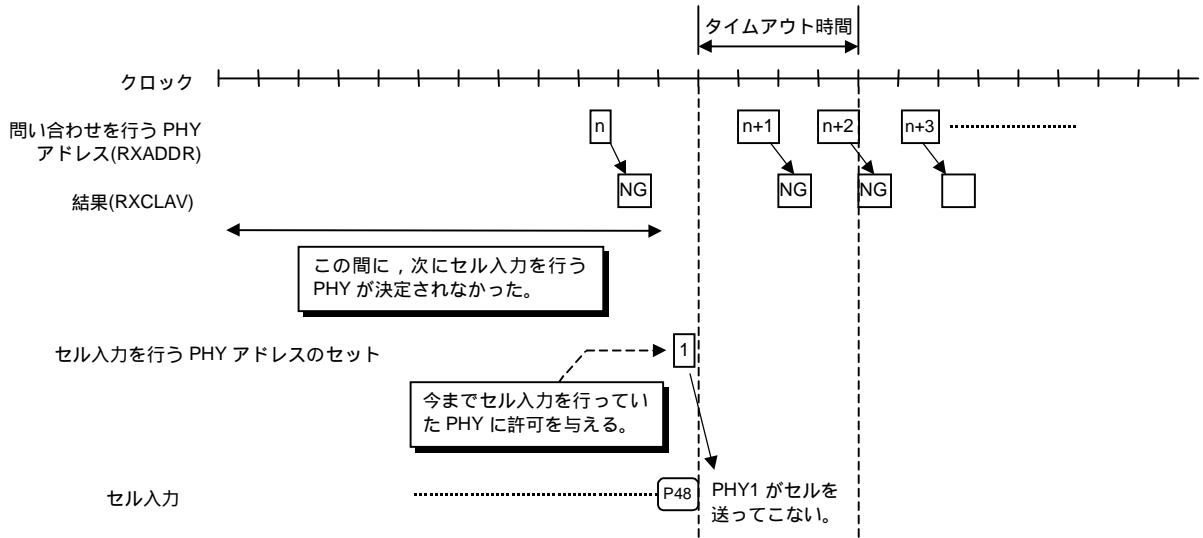 タイムアウト時間
クロック
問い合わせを行う PHY
アドレス(RXADDR)
n
n+1
n+2
n+3
結果(RXCLAV)
NG
NG
NG
この間に，次にセル入力を行う
PHY が決定されなかった。
セル入力を行う PHY アドレスのセット
1
今までセル入力を行ってい
た PHY に許可を与える。
セル入力
P48
PHY1 がセルを
送ってこない。